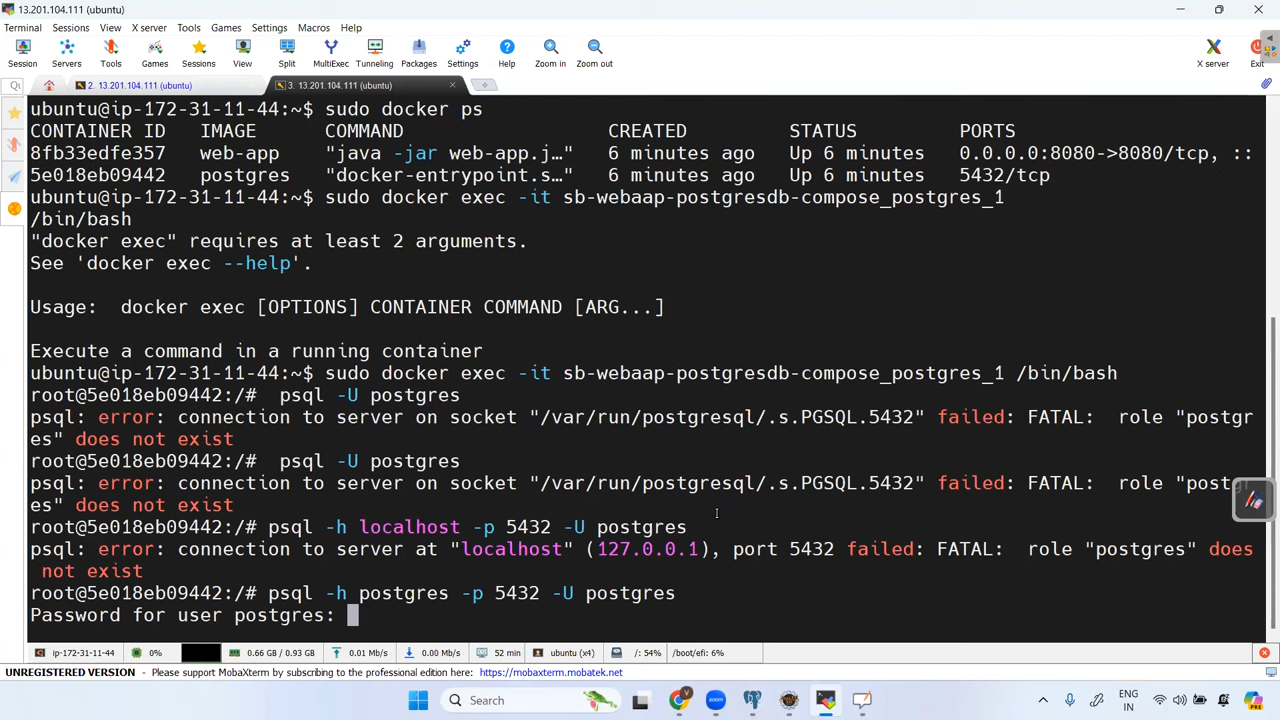 13.201.104.111 (ubuntu)
Terminal Sessions View X server Tools Games Settings Macros Help
Session Servers Tools Games Sessions View Split MultiExec Tunneling Packages Settings Help Zoom in Zoom out X server Exit
2. 13.201.104.111 (ubuntu) 3. 13.201.104.111 (ubuntu)
ubuntu@ip-172-31-11-44:~$ sudo docker ps
CONTAINER ID IMAGE COMMAND CREATED STATUS PORTS
8fb33edfe357 web-app "java -jar web-app.j…" 6 minutes ago Up 6 minutes 0.0.0.0:8080->8080/tcp, ::
5e018eb09442 postgres "docker-entrypoint.s…" 6 minutes ago Up 6 minutes 5432/tcp
ubuntu@ip-172-31-11-44:~$ sudo docker exec -it sb-webaap-postgresdb-compose_postgres_1
/bin/bash
"docker exec" requires at least 2 arguments.
See 'docker exec --help'.
Usage: docker exec [OPTIONS] CONTAINER COMMAND [ARG...]
Execute a command in a running container
ubuntu@ip-172-31-11-44:~$ sudo docker exec -it sb-webaap-postgresdb-compose_postgres_1 /bin/bash
root@5e018eb09442:/# psql -U postgres
psql: error: connection to server on socket "/var/run/postgresql/.s.PGSQL.5432" failed: FATAL: role "postgr
es" does not exist
root@5e018eb09442:/# psql -U postgres
psql: error: connection to server on socket "/var/run/postgresql/.s.PGSQL.5432" failed: FATAL: role "postgr
es" does not exist
root@5e018eb09442:/# psql -h localhost -p 5432 -U postgres
psql: error: connection to server at "localhost" (127.0.0.1), port 5432 failed: FATAL: role "postgres" does
not exist
root@5e018eb09442:/# psql -h postgres -p 5432 -U postgres
Password for user postgres:
ip-172-31-11-44 0% 0.66 GB / 0.93 GB 0.01 Mb/s 0.00 Mb/s 52 min ubuntu (x4) /: 54% /boot/efi: 6%
UNREGISTERED VERSION - Please support MobaXterm by subscribing to the professional edition here: https://mobaxterm.mobatek.net
Search ENG
IN